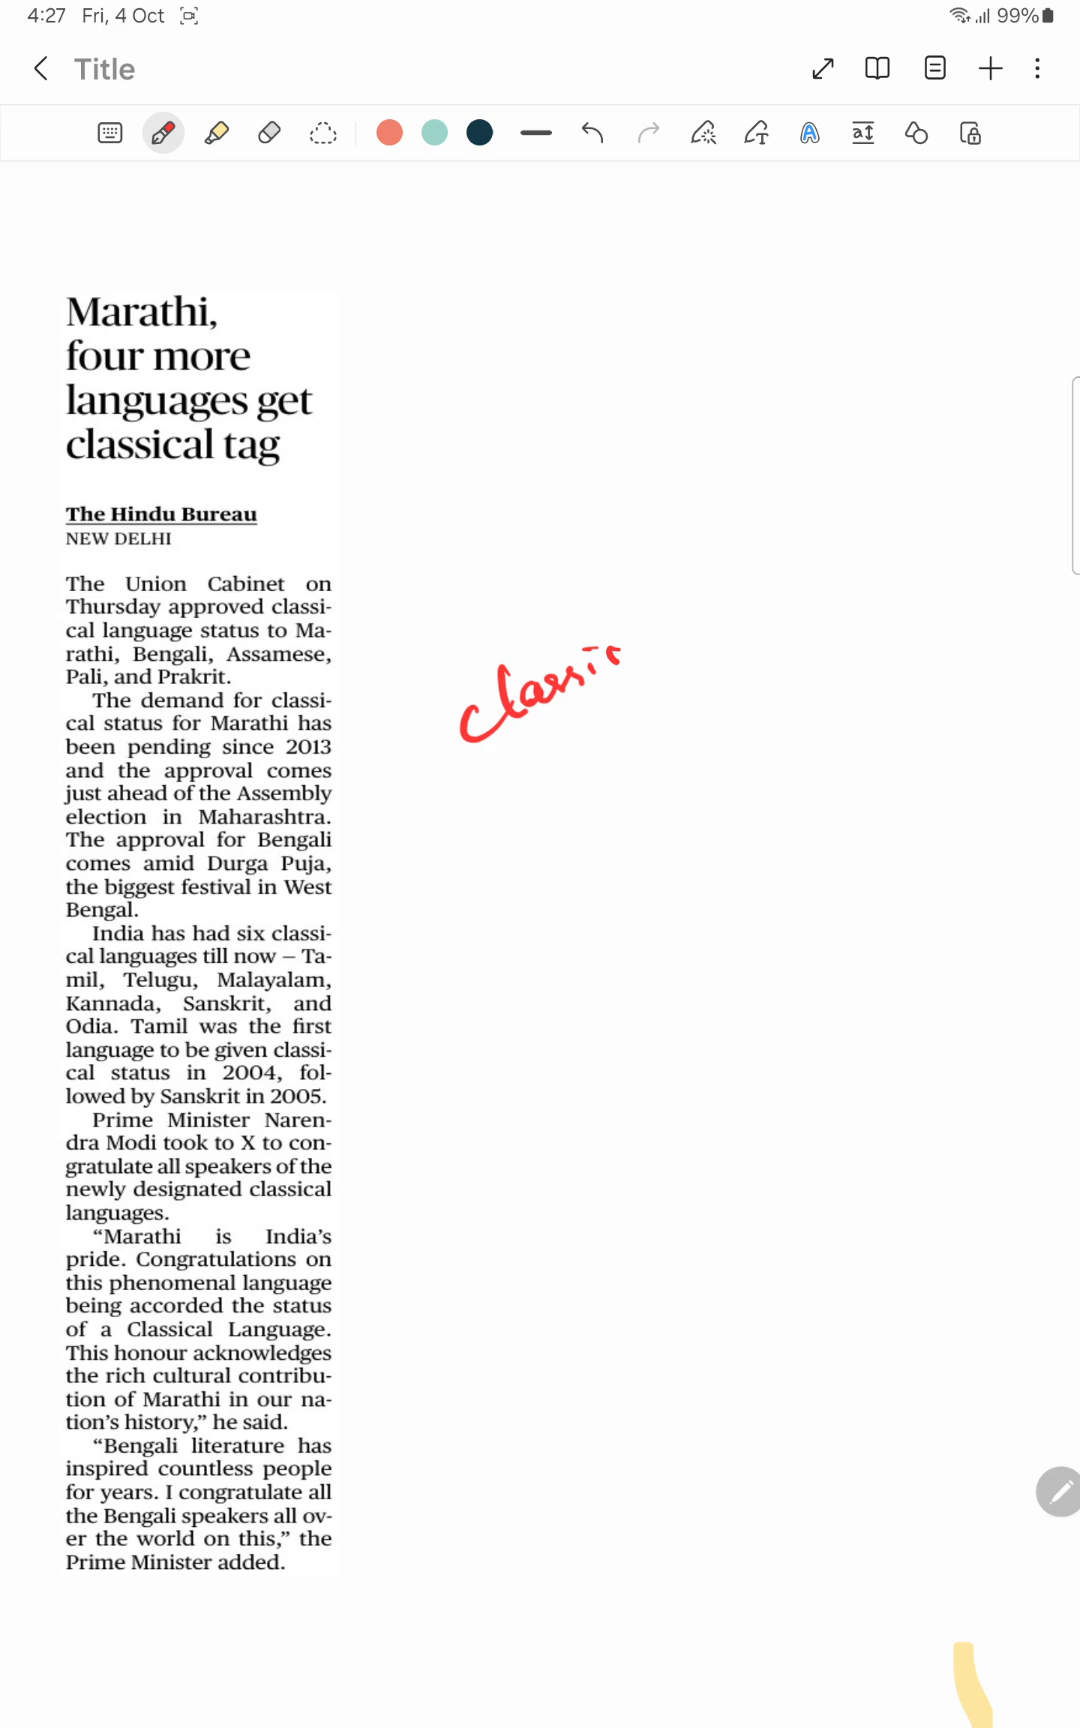 4:27 Fri, 4 Oct 99%
Title
Marathi,
four more
languages get
classical tag
The Hindu Bureau
NEW DELHI
The Union Cabinet on
Thursday approved classi-
cal language status to Ma-
rathi, Bengali, Assamese,
Pali, and Prakrit.
The demand for classi-
cal status for Marathi has
been pending since 2013
and the approval comes
just ahead of the Assembly
election in Maharashtra.
The approval for Bengali
comes amid Durga Puja,
the biggest festival in West
Bengal.
India has had six classi-
cal languages till now – Ta-
mil, Telugu, Malayalam,
Kannada, Sanskrit, and
Odia. Tamil was the first
language to be given classi-
cal status in 2004, fol-
lowed by Sanskrit in 2005.
Prime Minister Naren-
dra Modi took to X to con-
gratulate all speakers of the
newly designated classical
languages.
“Marathi is India’s
pride. Congratulations on
this phenomenal language
being accorded the status
of a Classical Language.
This honour acknowledges
the rich cultural contribu-
tion of Marathi in our na-
tion’s history,” he said.
“Bengali literature has
inspired countless people
for years. I congratulate all
the Bengali speakers all ov-
er the world on this,” the
Prime Minister added.
Classic